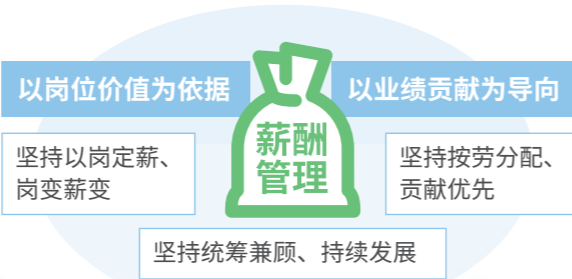 以岗位价值为依据
以业绩贡献为导向
薪酬
管理
坚持以岗定薪、
岗变薪变
坚持按劳分配、
贡献优先
坚持统筹兼顾、持续发展